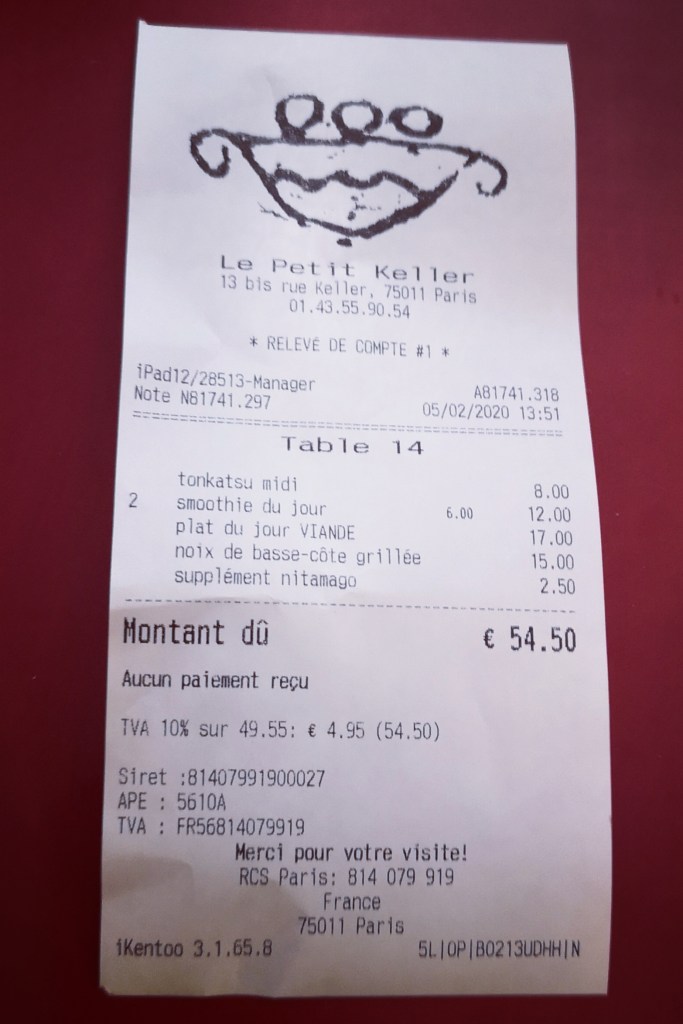 Le Petit Keller
13 bis rue Keller, 75011 Paris
01.43.55.90.54
* RELEVÉ DE COMPTE #1 *
iPad12/28513-Manager A81741.318
Note N81741.297 05/02/2020 13:51
Table 14
tonkatsu midi 8.00
2 smoothie du jour 6.00 12.00
plat du jour VIANDE 17.00
noix de basse-côte grillée 15.00
supplément nitamago 2.50
Montant dû € 54.50
Aucun paiement reçu
TVA 10% sur 49.55: € 4.95 (54.50)
Siret :81407991900027
APE : 5610A
TVA : FR56814079919
Merci pour votre visite!
RCS Paris: 814 079 919
France
75011 Paris
iKentoo 3.1.65.8 5L|OP|BO213UDHH|N